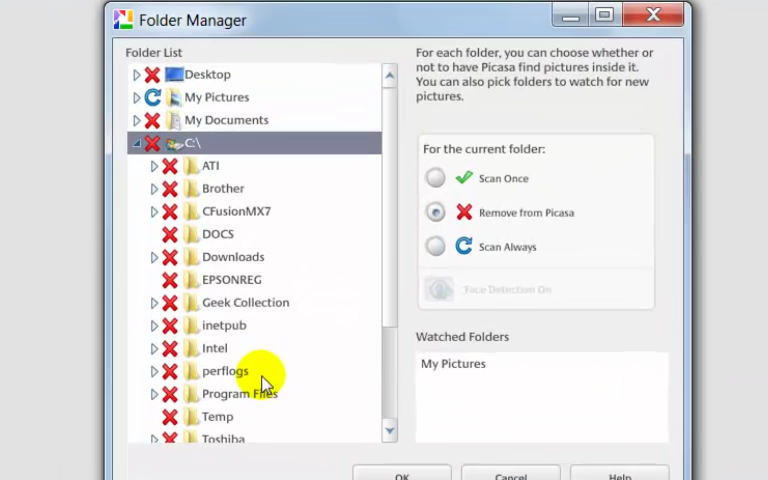 Folder Manager
Folder List
Desktop
My Pictures
My Documents
C:\
ATI
Brother
CFusionMX7
DOCS
Downloads
EPSONREG
Geek Collection
inetpub
Intel
perflogs
Program Files
Temp
Toshiba
For each folder, you can choose whether or
not to have Picasa find pictures inside it.
You can also pick folders to watch for new
pictures.
For the current folder:
Scan Once
Remove from Picasa
Scan Always
Face Detection On
Watched Folders
My Pictures
OK
Cancel
Help